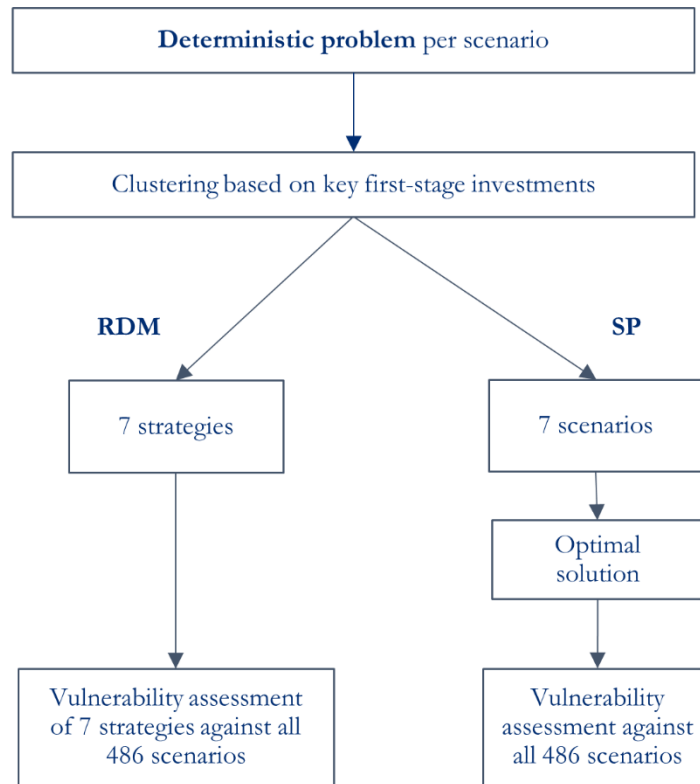 Deterministic problem per scenario
Clustering based on key first-stage investments
RDM
SP
7 strategies
7 scenarios
Optimal
solution
Vulnerability assessment
of 7 strategies against all
486 scenarios
Vulnerability
assessment against
all 486 scenarios